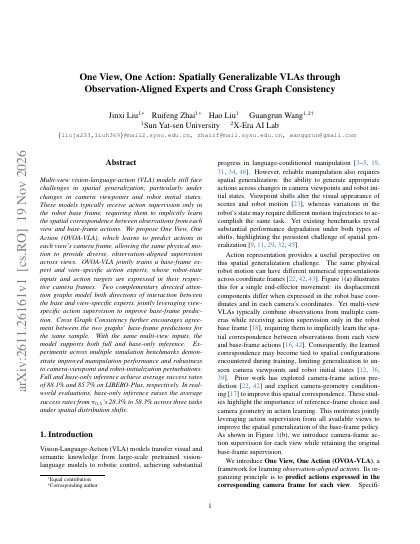 One View, One Action: Spatially Generalizable VLAs through
Observation-Aligned Experts and Cross Graph Consistency
Jinxi Liu1* Ruifeng Zhai1* Hao Liu1 Guangrun Wang1,2†
1Sun Yat-sen University 2X-Era AI Lab
{liujx233,liuh369}@mail2.sysu.edu.cn, zhairf@mail.sysu.edu.cn, wanggrun@gmail.com
arXiv:2611.26161v1 [cs.RO] 19 Nov 2026
Abstract
Multi-view vision-language-action (VLA) models still face
challenges in spatial generalization, particularly under
changes in camera viewpoints and robot initial states.
These models typically receive action supervision only in
the robot base frame, requiring them to implicitly learn
the spatial correspondence between observations from each
view and base-frame actions. We propose One View, One
Action (OVOA-VLA), which learns to predict actions in
each view's camera frame, allowing the same physical mo-
tion to provide diverse, observation-aligned supervision
across views. OVOA-VLA jointly trains a base-frame ex-
pert and view-specific action experts, whose robot-state
inputs and action targets are expressed in their respec-
tive camera frames. Two complementary directed atten-
tion graphs model both directions of interaction between
the base and view-specific experts, jointly leveraging view-
specific action supervision to improve base-frame predic-
tion. Cross Graph Consistency further encourages agree-
ment between the two graphs' base-frame predictions for
the same sample. With the same multi-view inputs, the
model supports both full and base-only inference. Ex-
periments across multiple simulation benchmarks demon-
strate improved manipulation performance and robustness
to camera-viewpoint and robot-initialization perturbations.
Full and base-only inference achieve average success rates
of 88.1% and 85.7% on LIBERO-Plus, respectively. In real-
world evaluations, base-only inference raises the average
success rates from π0.5's 28.3% to 58.3% across three tasks
under spatial distribution shifts.
1. Introduction
Vision-Language-Action (VLA) models transfer visual and
semantic knowledge from large-scale pretrained vision-
language models to robotic control, achieving substantial
*Equal contribution
†Corresponding author
progress in language-conditioned manipulation [3–5, 19,
31, 34, 46]. However, reliable manipulation also requires
spatial generalization: the ability to generate appropriate
actions across changes in camera viewpoints and robot ini-
tial states. Viewpoint shifts alter the visual appearance of
scenes and robot motion [23], whereas variations in the
robot's state may require different motion trajectories to ac-
complish the same task. Yet existing benchmarks reveal
substantial performance degradation under both types of
shifts, highlighting the persistent challenge of spatial gen-
eralization [9, 11, 29, 32, 45].
Action representation provides a useful perspective on
this spatial generalization challenge. The same physical
robot motion can have different numerical representations
across coordinate frames [22, 42, 43]. Figure 1(a) illustrates
this for a single end-effector movement: its displacement
components differ when expressed in the robot base coor-
dinates and in each camera's coordinates. Yet multi-view
VLAs typically combine observations from multiple cam-
eras while receiving action supervision only in the robot
base frame [18], requiring them to implicitly learn the spa-
tial correspondence between observations from each view
and base-frame actions [16, 42]. Consequently, the learned
correspondence may become tied to spatial configurations
encountered during training, limiting generalization to un-
seen camera viewpoints and robot initial states [12, 36,
39]. Prior work has explored camera-frame action pre-
diction [22, 42] and explicit camera-geometry condition-
ing [17] to improve this spatial correspondence. These stud-
ies highlight the importance of reference-frame choice and
camera geometry in action learning. This motivates jointly
leveraging action supervision from all available views to
improve the spatial generalization of the base-frame policy.
As shown in Figure 1(b), we introduce camera-frame ac-
tion supervision for each view while retaining the original
base-frame supervision.
We introduce One View, One Action (OVOA-VLA), a
framework for learning observation-aligned actions. Its or-
ganizing principle is to predict actions expressed in the
corresponding camera frame for each view. Specifi-
1